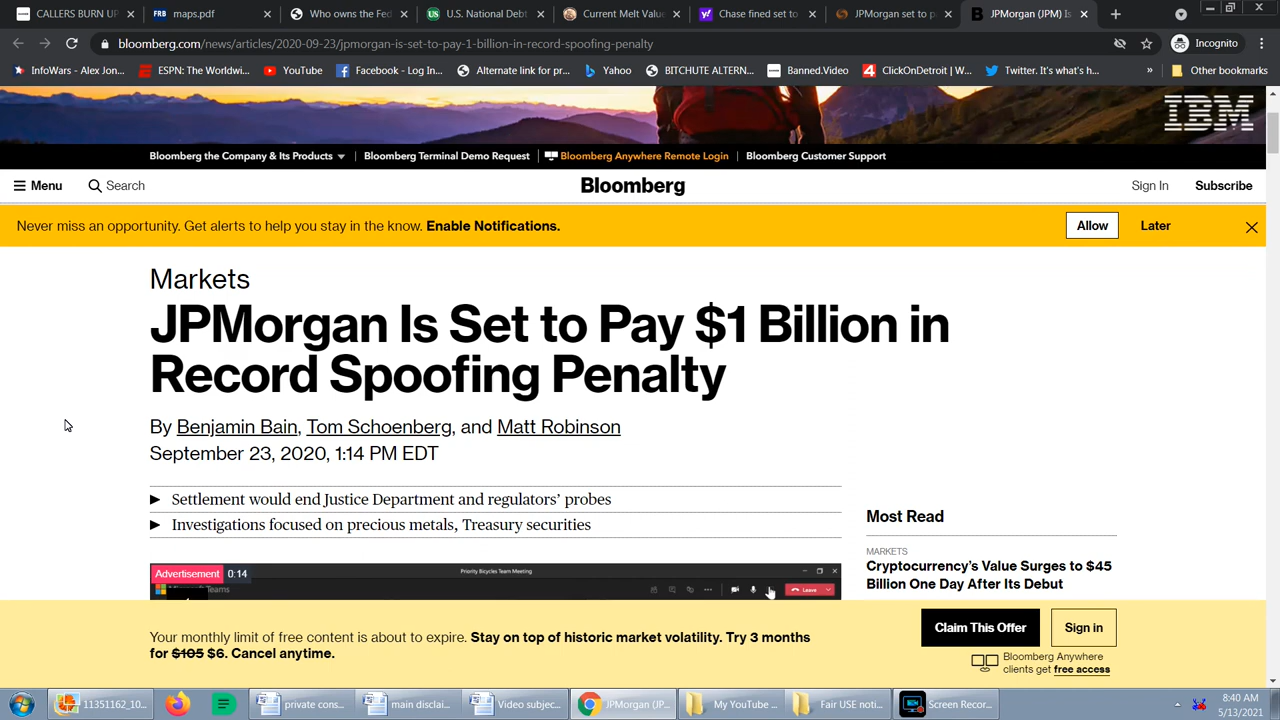 CALLERS BURN UP
maps.pdf
Who owns the Fed
U.S. National Debt
Current Melt Value
Chase fined set to
JPMorgan set to p
JPMorgan (JPM) Is
bloomberg.com/news/articles/2020-09-23/jpmorgan-is-set-to-pay-1-billion-in-record-spoofing-penalty
Incognito
InfoWars - Alex Jon...
ESPN: The Worldwi...
YouTube
Facebook - Log In...
Alternate link for pr...
Yahoo
BITCHUTE ALTERN...
Banned.Video
ClickOnDetroit | W...
Twitter. It's what's h...
»
Other bookmarks
IBM
Bloomberg the Company & Its Products
Bloomberg Terminal Demo Request
Bloomberg Anywhere Remote Login
Bloomberg Customer Support
Menu
Search
Bloomberg
Sign In
Subscribe
Never miss an opportunity. Get alerts to help you stay in the know. Enable Notifications.
Allow
Later
Markets
JPMorgan Is Set to Pay $1 Billion in
Record Spoofing Penalty
By Benjamin Bain, Tom Schoenberg, and Matt Robinson
September 23, 2020, 1:14 PM EDT
Settlement would end Justice Department and regulators' probes
Investigations focused on precious metals, Treasury securities
Most Read
MARKETS
Cryptocurrency's Value Surges to $45
Billion One Day After Its Debut
Advertisement 0:14
Priority Bicycles Team Meeting
Leave
Your monthly limit of free content is about to expire. Stay on top of historic market volatility. Try 3 months
for $105 $6. Cancel anytime.
Claim This Offer
Sign in
Bloomberg Anywhere
clients get free access
11351162_10...
private cons...
main disclai...
Video subjec...
JPMorgan (JP...
My YouTube ...
Fair USE noti...
Screen Recor...
8:40 AM
5/13/2021